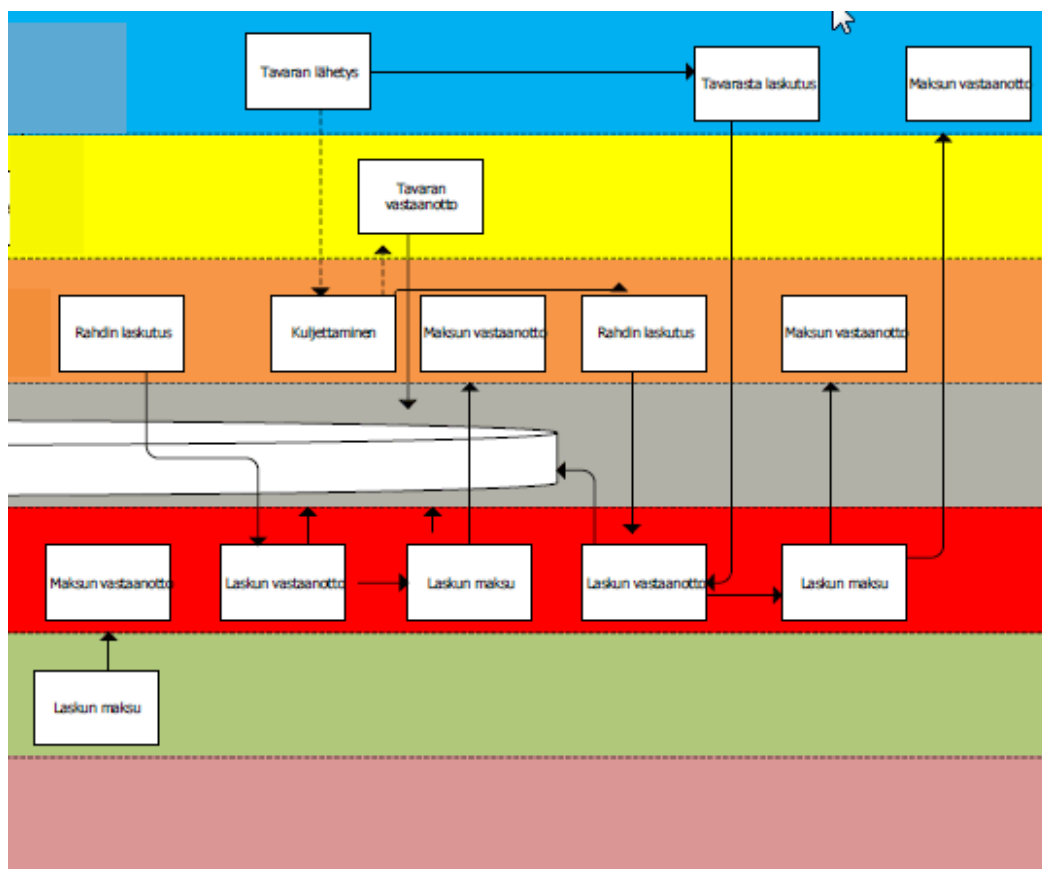 Tavaran lähetys
Tavarasta laskutus
Maksun vastaanotto
Tavaran
vastaanotto
Rahdin laskutus
Kuljettaminen
Maksun vastaanotto
Rahdin laskutus
Maksun vastaanotto
Maksun vastaanotto
Laskun vastaanotto
Laskun maksu
Laskun vastaanotto
Laskun maksu
Laskun maksu